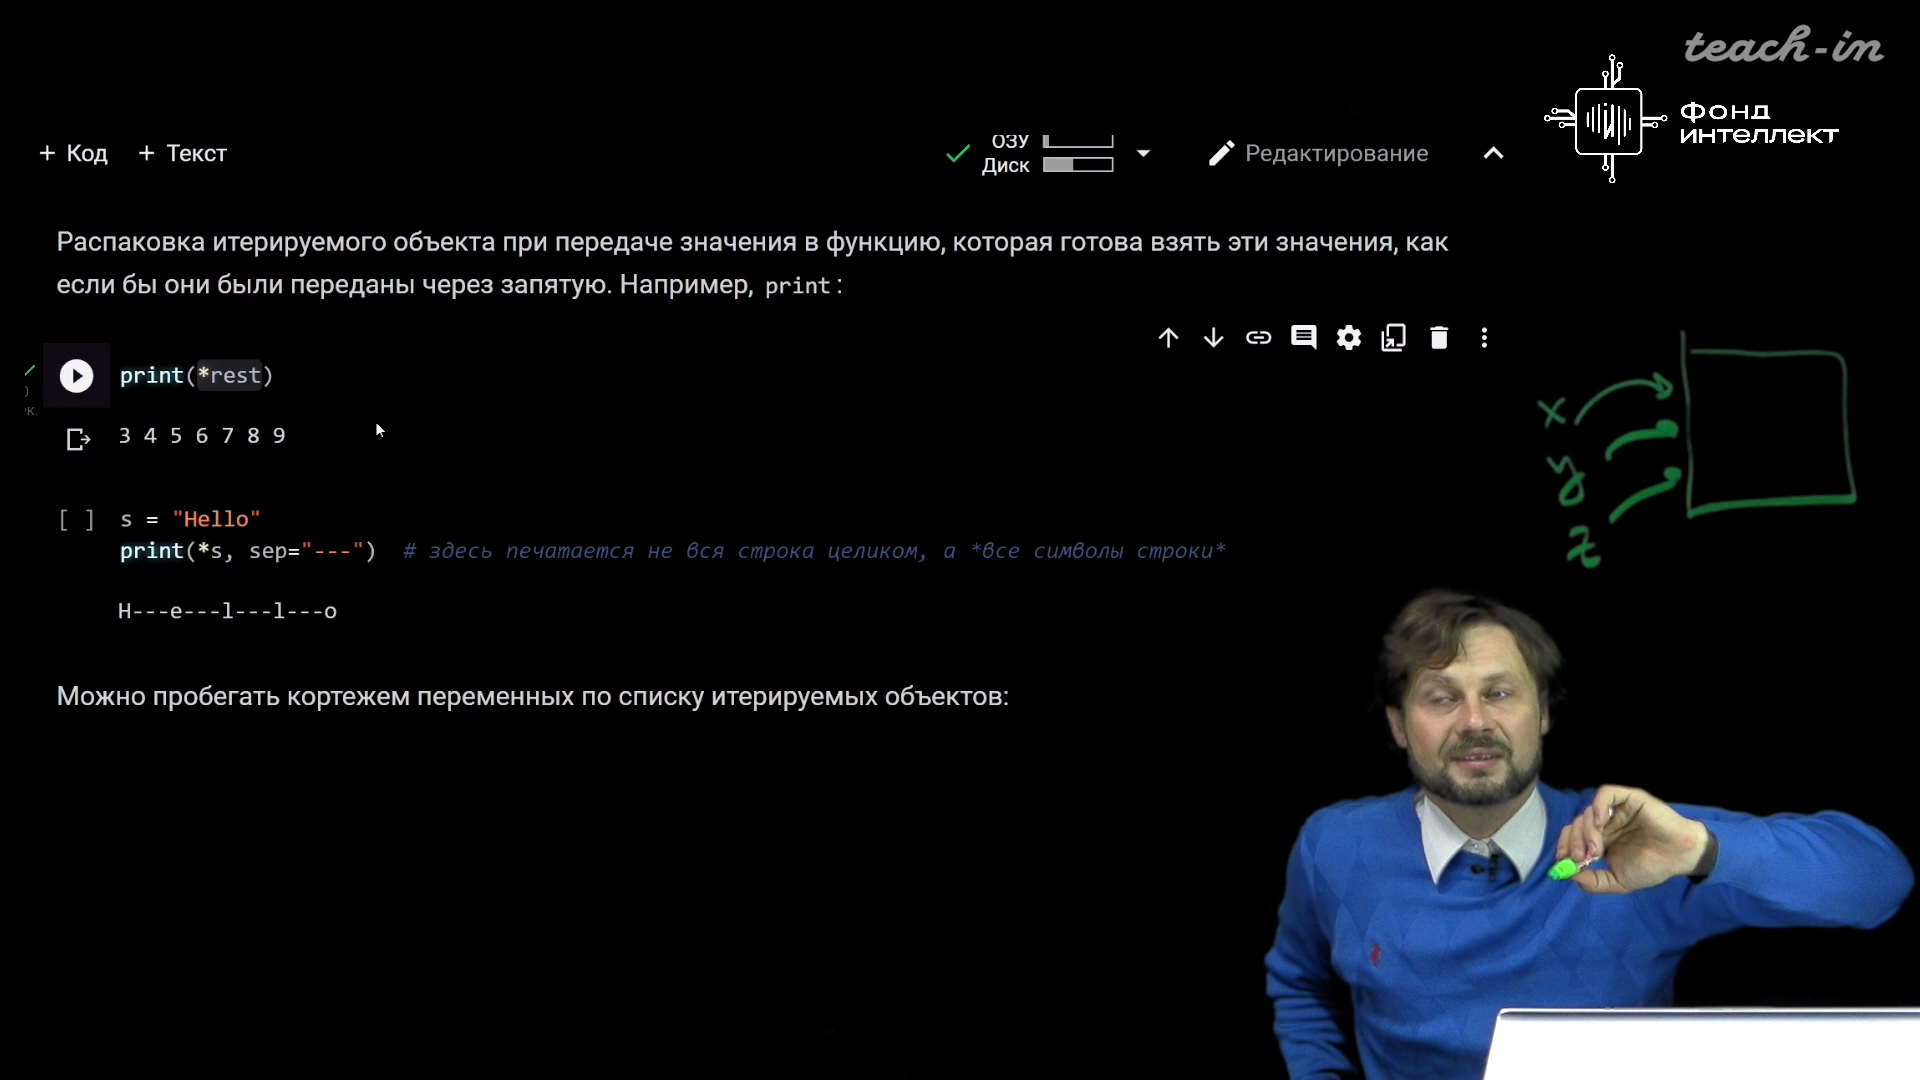 teach-in
ФОНД
ИНТЕЛЛЕКТ
+ Код + Текст
ОЗУ
Диск
Редактирование
Распаковка итерируемого объекта при передаче значения в функцию, которая готова взять эти значения, как
если бы они были переданы через запятую. Например, print:
print(*rest)
3 4 5 6 7 8 9
[ ] s = "Hello"
print(*s, sep="---") # здесь печатается не вся строка целиком, а *все символы строки*
H---e---l---l---o
Можно пробегать кортежем переменных по списку итерируемых объектов:
x
y
z